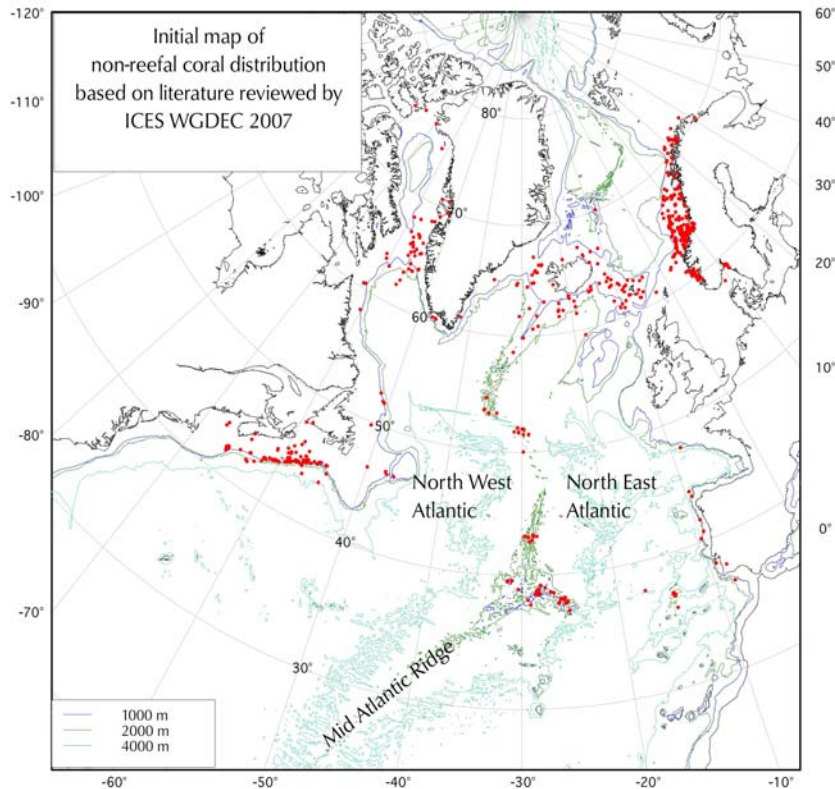 Initial map of
non-reefal coral distribution
based on literature reviewed by
ICES WGDEC 2007
-120°
-110°
-100°
-90°
-80°
-70°
60°
50°
40°
30°
20°
10°
0°
80°
70°
60°
50°
40°
30°
North West
Atlantic
North East
Atlantic
Mid Atlantic Ridge
1000 m
2000 m
4000 m
-60°
-50°
-40°
-30°
-20°
-10°